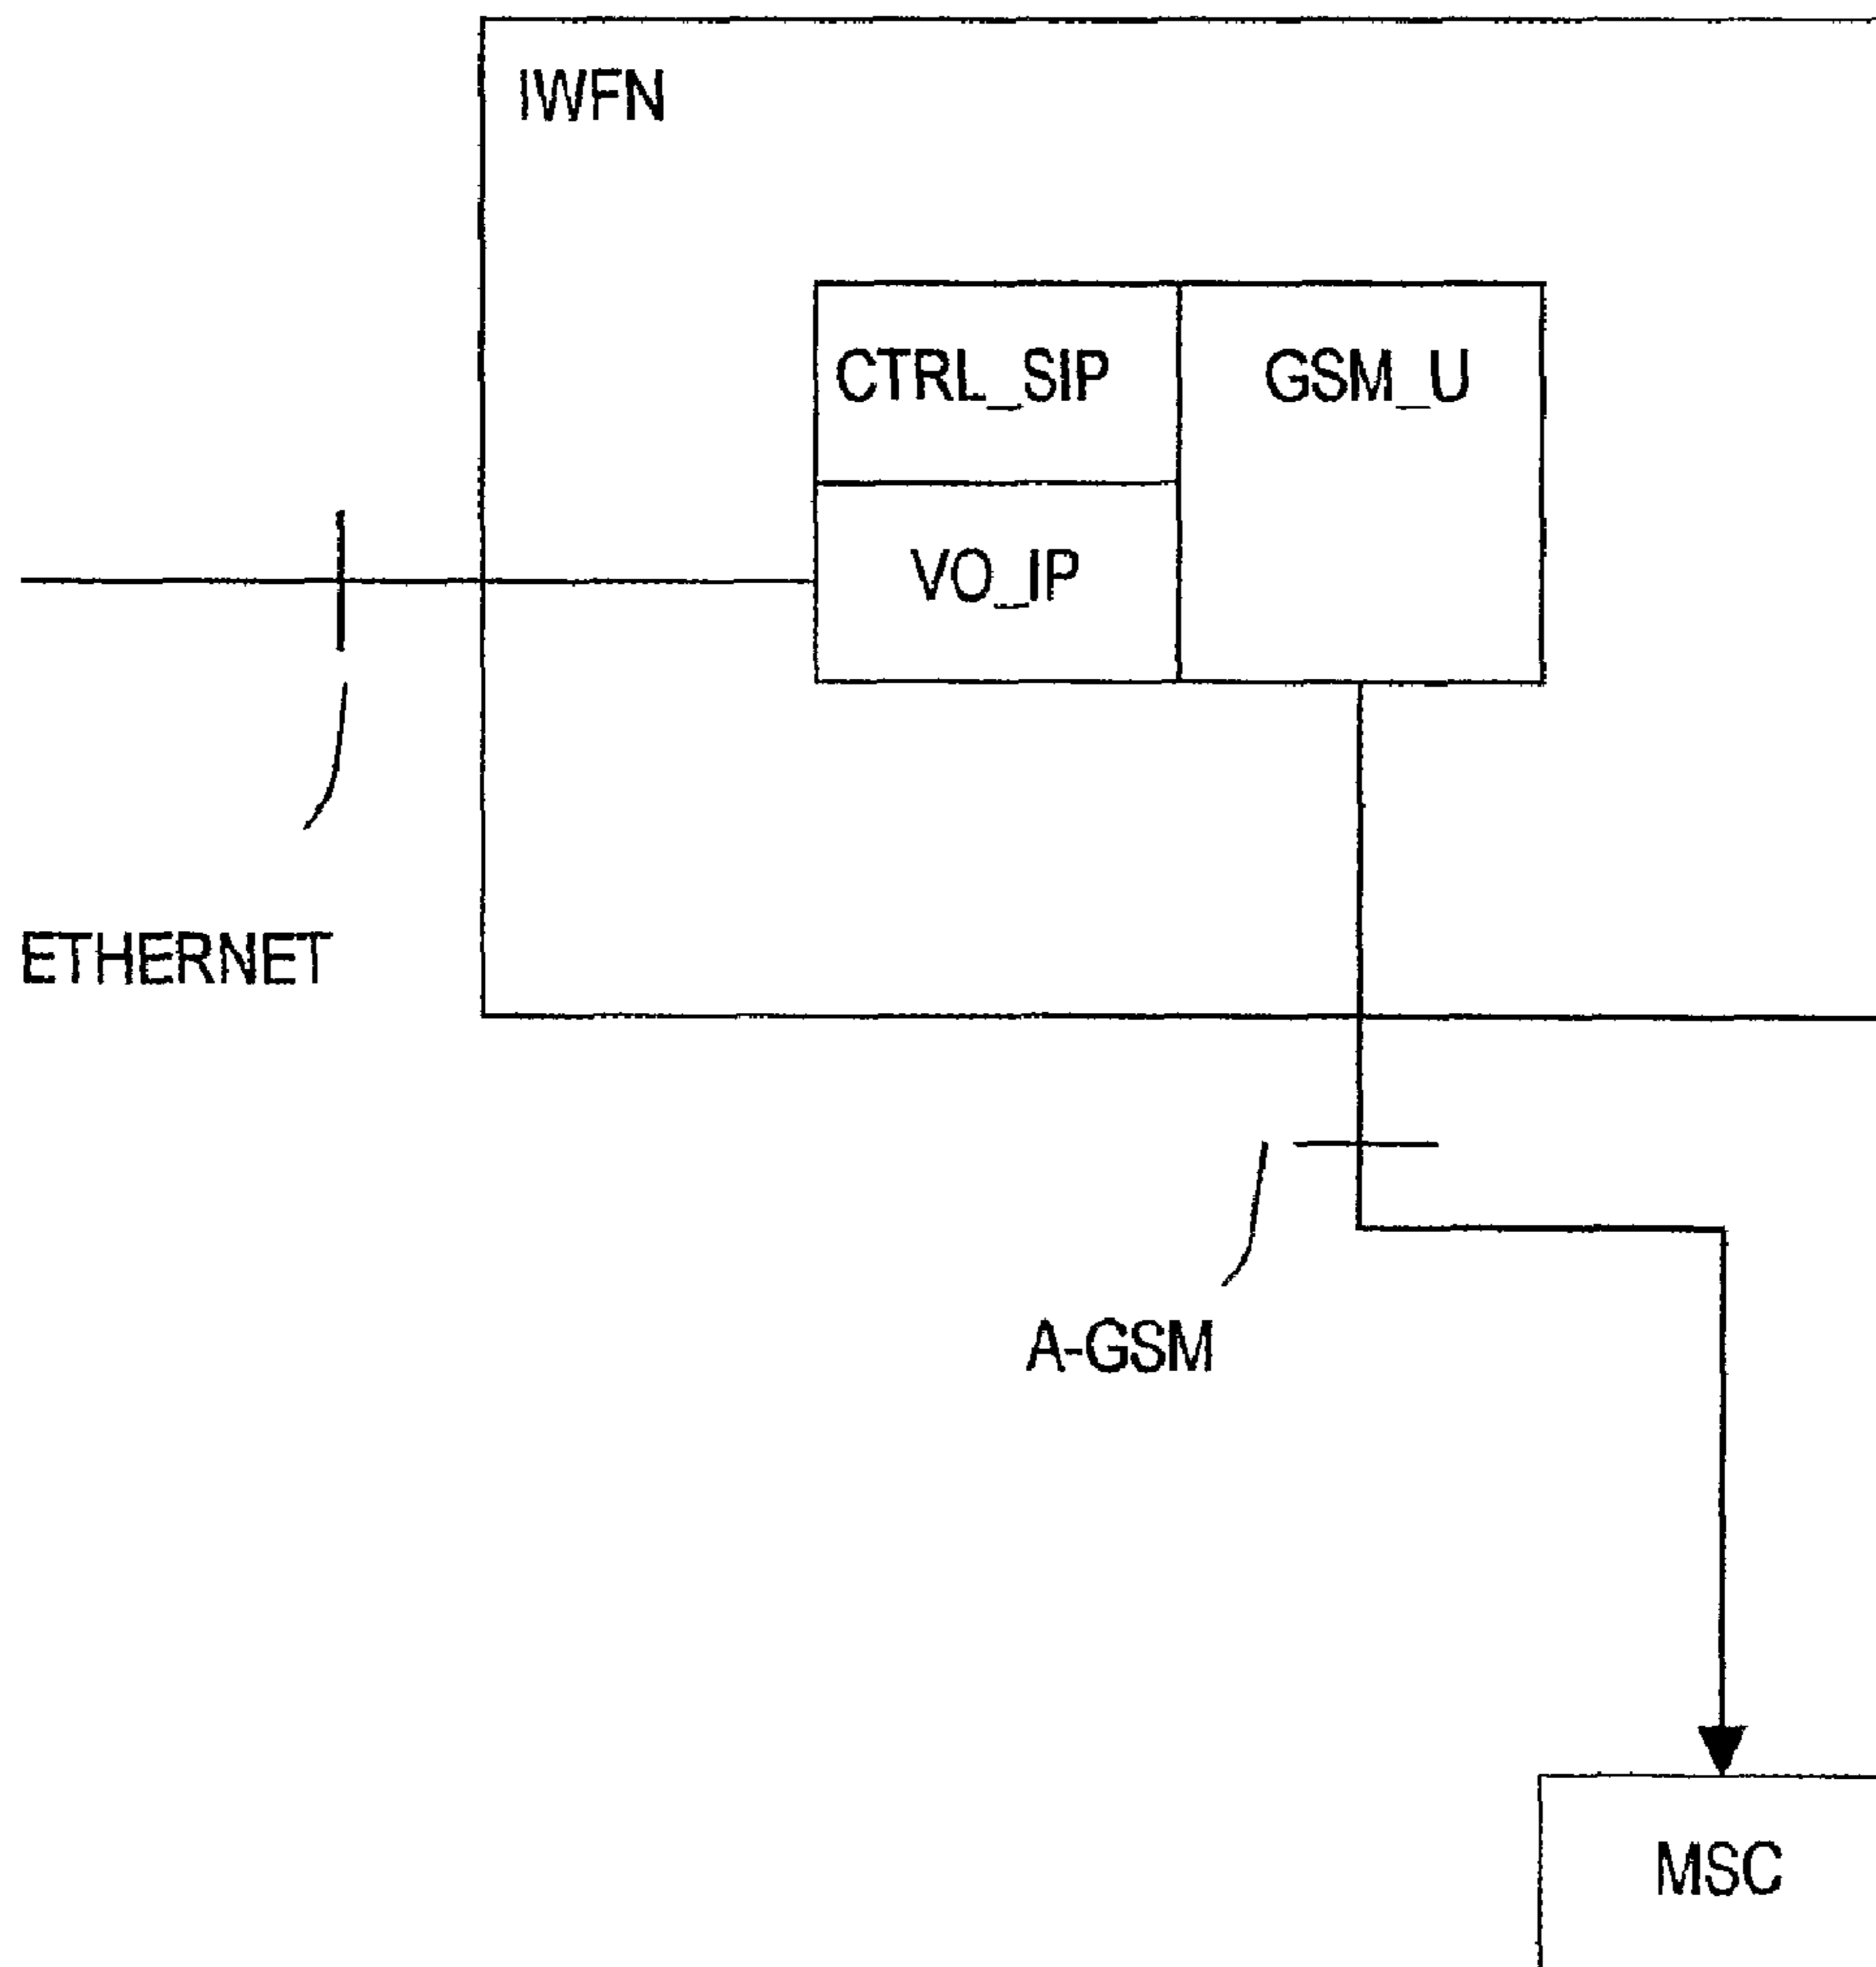 IWFN
CTRL_SIP
GSM_U
VO_IP
ETHERNET
A-GSM
MSC